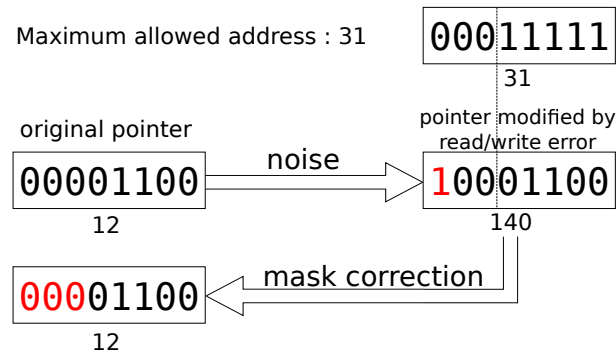 Maximum allowed address : 31
00011111
31
original pointer
00001100
12
noise
pointer modified by
read/write error
10001100
140
mask correction
00001100
12